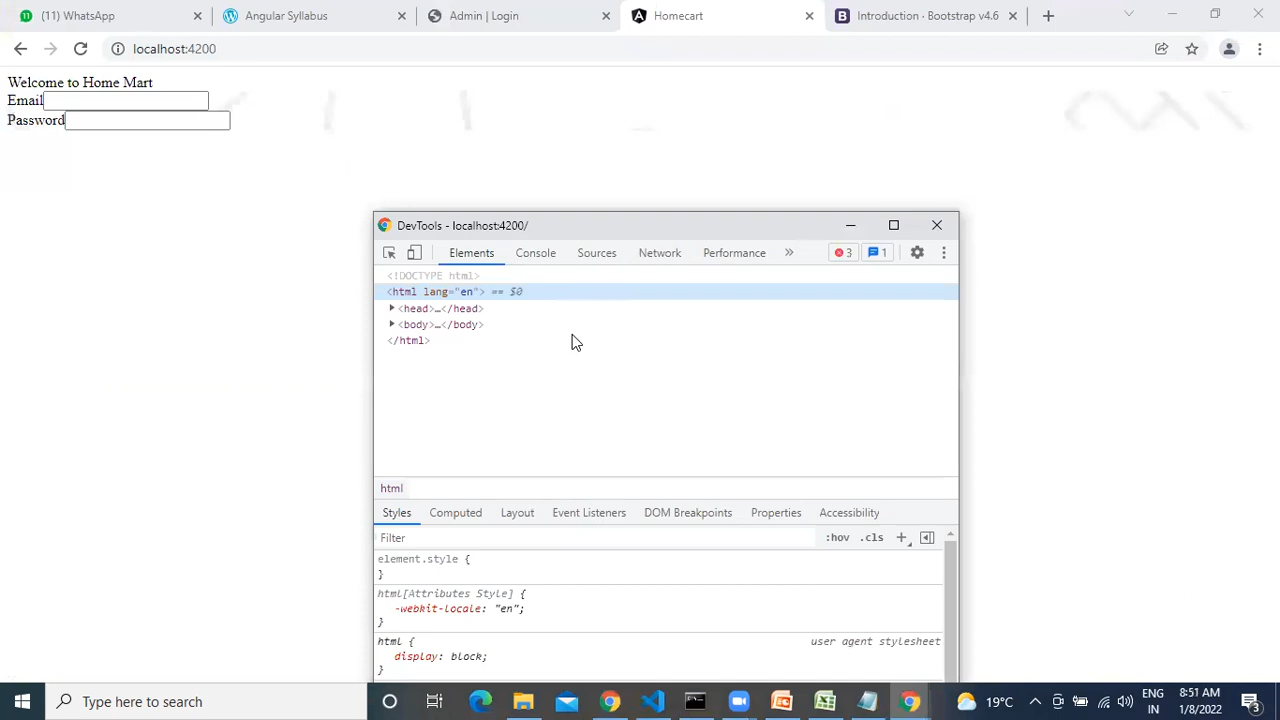 (11) WhatsApp
Angular Syllabus
Admin | Login
Homecart
Introduction · Bootstrap v4.6
localhost:4200
Welcome to Home Mart
Email
Password
DevTools - localhost:4200/
Elements
Console
Sources
Network
Performance
»
3
1
<!DOCTYPE html>
<html lang="en"> == $0
<head>…</head>
<body>…</body>
</html>
html
Styles
Computed
Layout
Event Listeners
DOM Breakpoints
Properties
Accessibility
Filter
:hov .cls
element.style {
}
html[Attributes Style] {
-webkit-locale: "en";
}
html {
user agent stylesheet
display: block;
}
Type here to search
19°C
ENG
IN
8:51 AM
1/8/2022
3